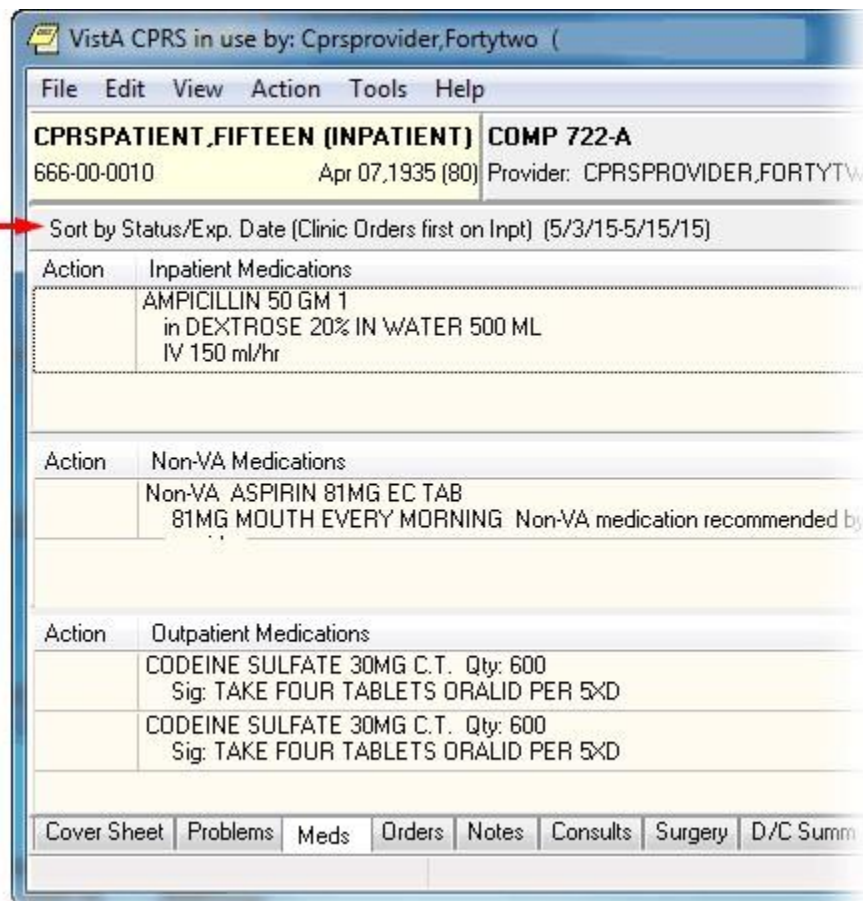 VistA CPRS in use by: Cprsprovider,Fortytwo (
File Edit View Action Tools Help
CPRSPATIENT,FIFTEEN (INPATIENT) COMP 722-A
666-00-0010 Apr 07,1935 (80) Provider: CPRSPROVIDER,FORTYTW
Sort by Status/Exp. Date (Clinic Orders first on Inpt) (5/3/15-5/15/15)
Action Inpatient Medications
AMPICILLIN 50 GM 1
in DEXTROSE 20% IN WATER 500 ML
IV 150 ml/hr
Action Non-VA Medications
Non-VA ASPIRIN 81MG EC TAB
81MG MOUTH EVERY MORNING Non-VA medication recommended by
Action Outpatient Medications
CODEINE SULFATE 30MG C.T. Qty: 600
Sig: TAKE FOUR TABLETS ORALID PER 5XD
CODEINE SULFATE 30MG C.T. Qty: 600
Sig: TAKE FOUR TABLETS ORALID PER 5XD
Cover Sheet Problems Meds Orders Notes Consults Surgery D/C Summ